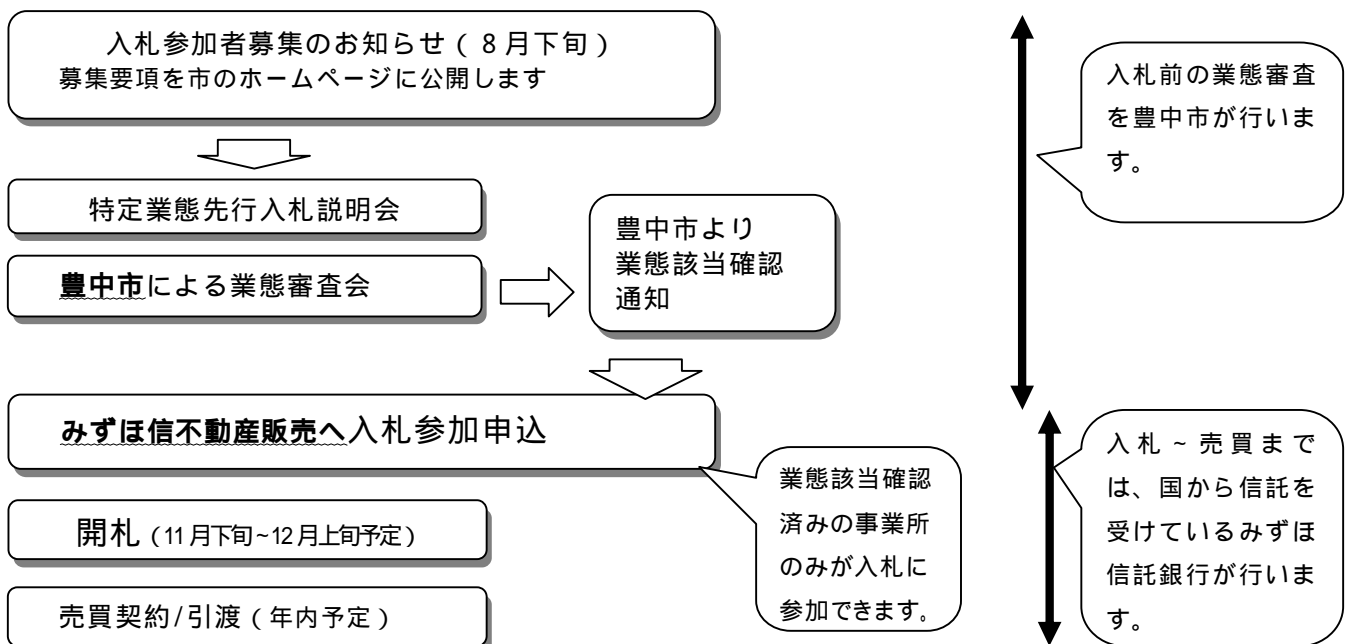 入札参加者募集のお知らせ（８月下旬）
募集要項を市のホームページに公開します
入札前の業態審査
を豊中市が行いま
す。
特定業態先行入札説明会
豊中市による業態審査会
豊中市より
業態該当確認
通知
みずほ信不動産販売へ入札参加申込
業態該当確認
済みの事業所
のみが入札に
参加できます。
入札～売買まで
は、国から信託を
受けているみずほ
信託銀行が行いま
す。
開札（11月下旬~12月上旬予定）
売買契約/引渡（年内予定）